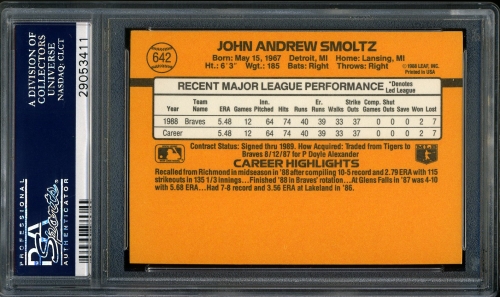 A DIVISION OF
COLLECTORS
UNIVERSE
NASDAQ: CLCT
29053411
PSA
PROFESSIONAL
Sports
AUTHENTICATOR
642
JOHN ANDREW SMOLTZ
Born: May 15, 1967 Detroit, MI Home: Lansing, MI
Ht.: 6'3" Wgt.: 185 Bats: Right Throws: Right
© 1988 LEAF, INC.
Printed in USA
RECENT MAJOR LEAGUE PERFORMANCE *Denotes Led League
Year Team Name ERA Games Inn. Pitched Hits Runs Er. Runs Walks Strike Outs Comp. Games Shut Outs Save Won Lost
1988 Braves 5.48 12 64 74 40 39 33 37 2 7
Career 5.48 12 64 74 40 39 33 37 2 7
Contract Status: Signed thru 1989. How Acquired: Traded from Tigers to
Braves 8/12/87 for P Doyle Alexander
CAREER HIGHLIGHTS
Recalled from Richmond in midseason in '88 after compiling 10-5 record and 2.79 ERA with 115
strikeouts in 135 1/3 innings...Finished '88 in Braves' rotation...At Glens Falls in '87 was 4-10
with 5.68 ERA...Had 7-8 record and 3.56 ERA at Lakeland in '86.